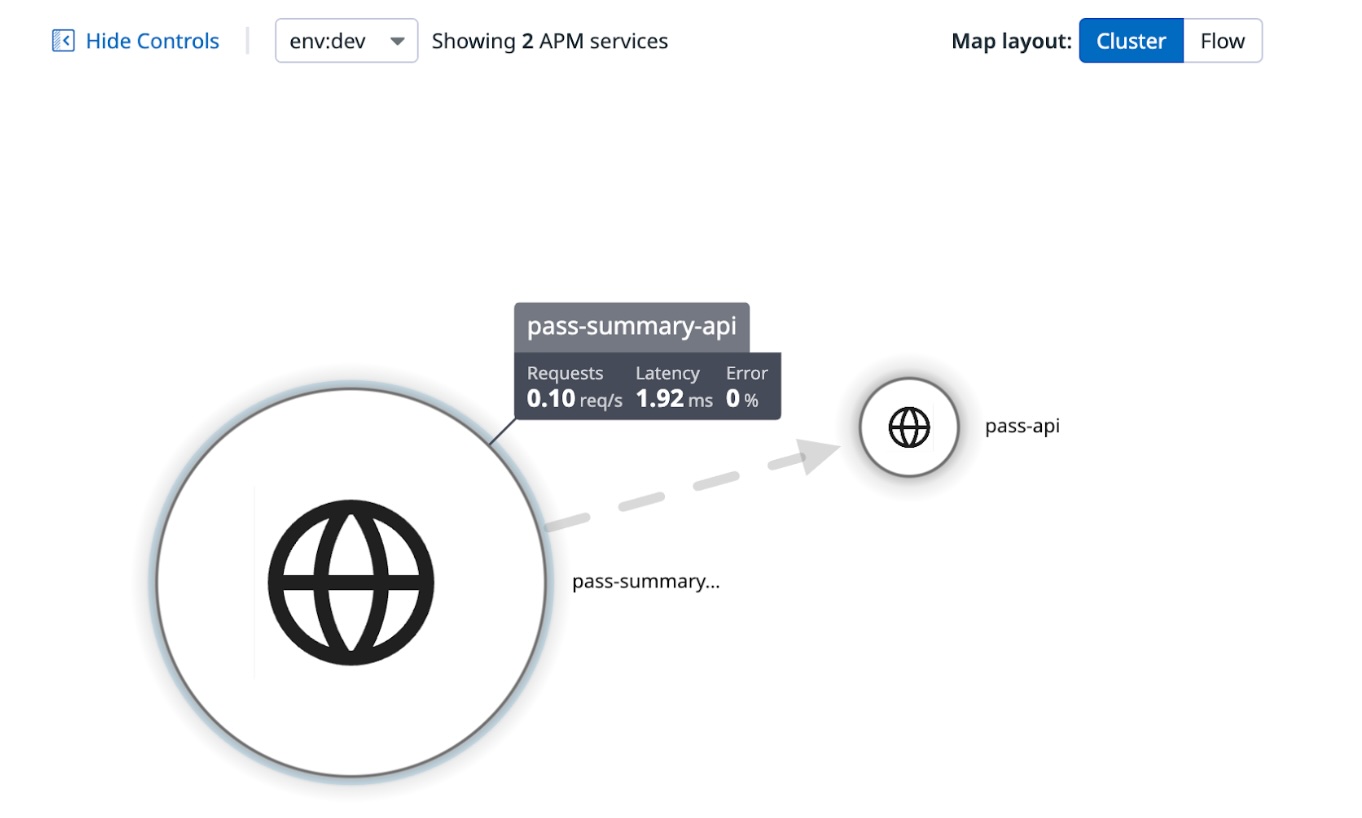 Hide Controls env:dev Showing 2 APM services Map layout: Cluster Flow
pass-summary-api
Requests Latency Error
0.10 req/s 1.92 ms 0 %
pass-api
pass-summary...